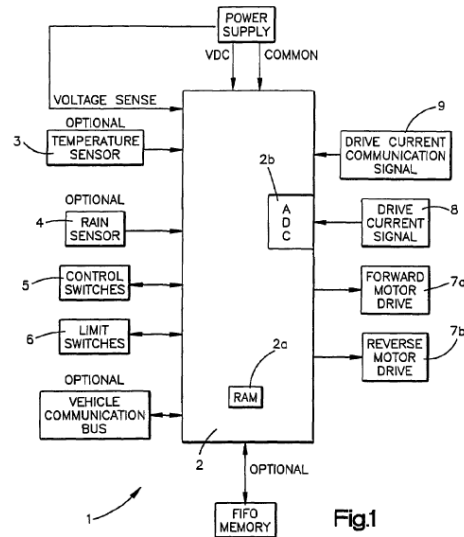 POWER
SUPPLY
VDC
COMMON
VOLTAGE SENSE
OPTIONAL
3
TEMPERATURE
SENSOR
OPTIONAL
4
RAIN
SENSOR
5
CONTROL
SWITCHES
6
LIMIT
SWITCHES
OPTIONAL
VEHICLE
COMMUNICATION
BUS
2b
A
D
C
2a
RAM
2
9
DRIVE CURRENT
COMMUNICATION
SIGNAL
8
DRIVE
CURRENT
SIGNAL
FORWARD
MOTOR
DRIVE
7a
REVERSE
MOTOR
DRIVE
7b
OPTIONAL
1
FIFO
MEMORY
Fig.1